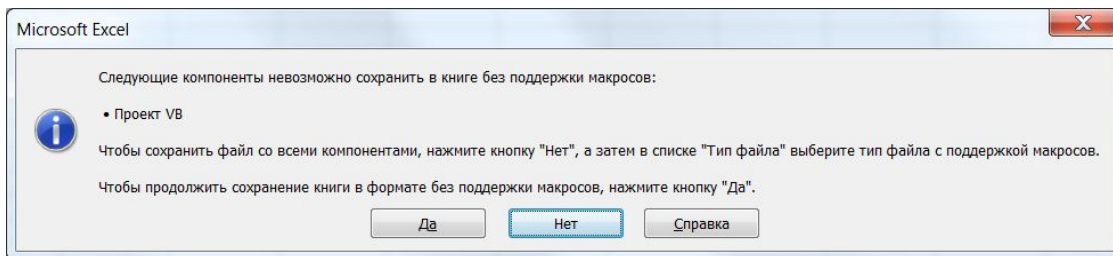 Microsoft Excel
Следующие компоненты невозможно сохранить в книге без поддержки макросов:
• Проект VB
Чтобы сохранить файл со всеми компонентами, нажмите кнопку "Нет", а затем в списке "Тип файла" выберите тип файла с поддержкой макросов.
Чтобы продолжить сохранение книги в формате без поддержки макросов, нажмите кнопку "Да".
Да Нет Справка